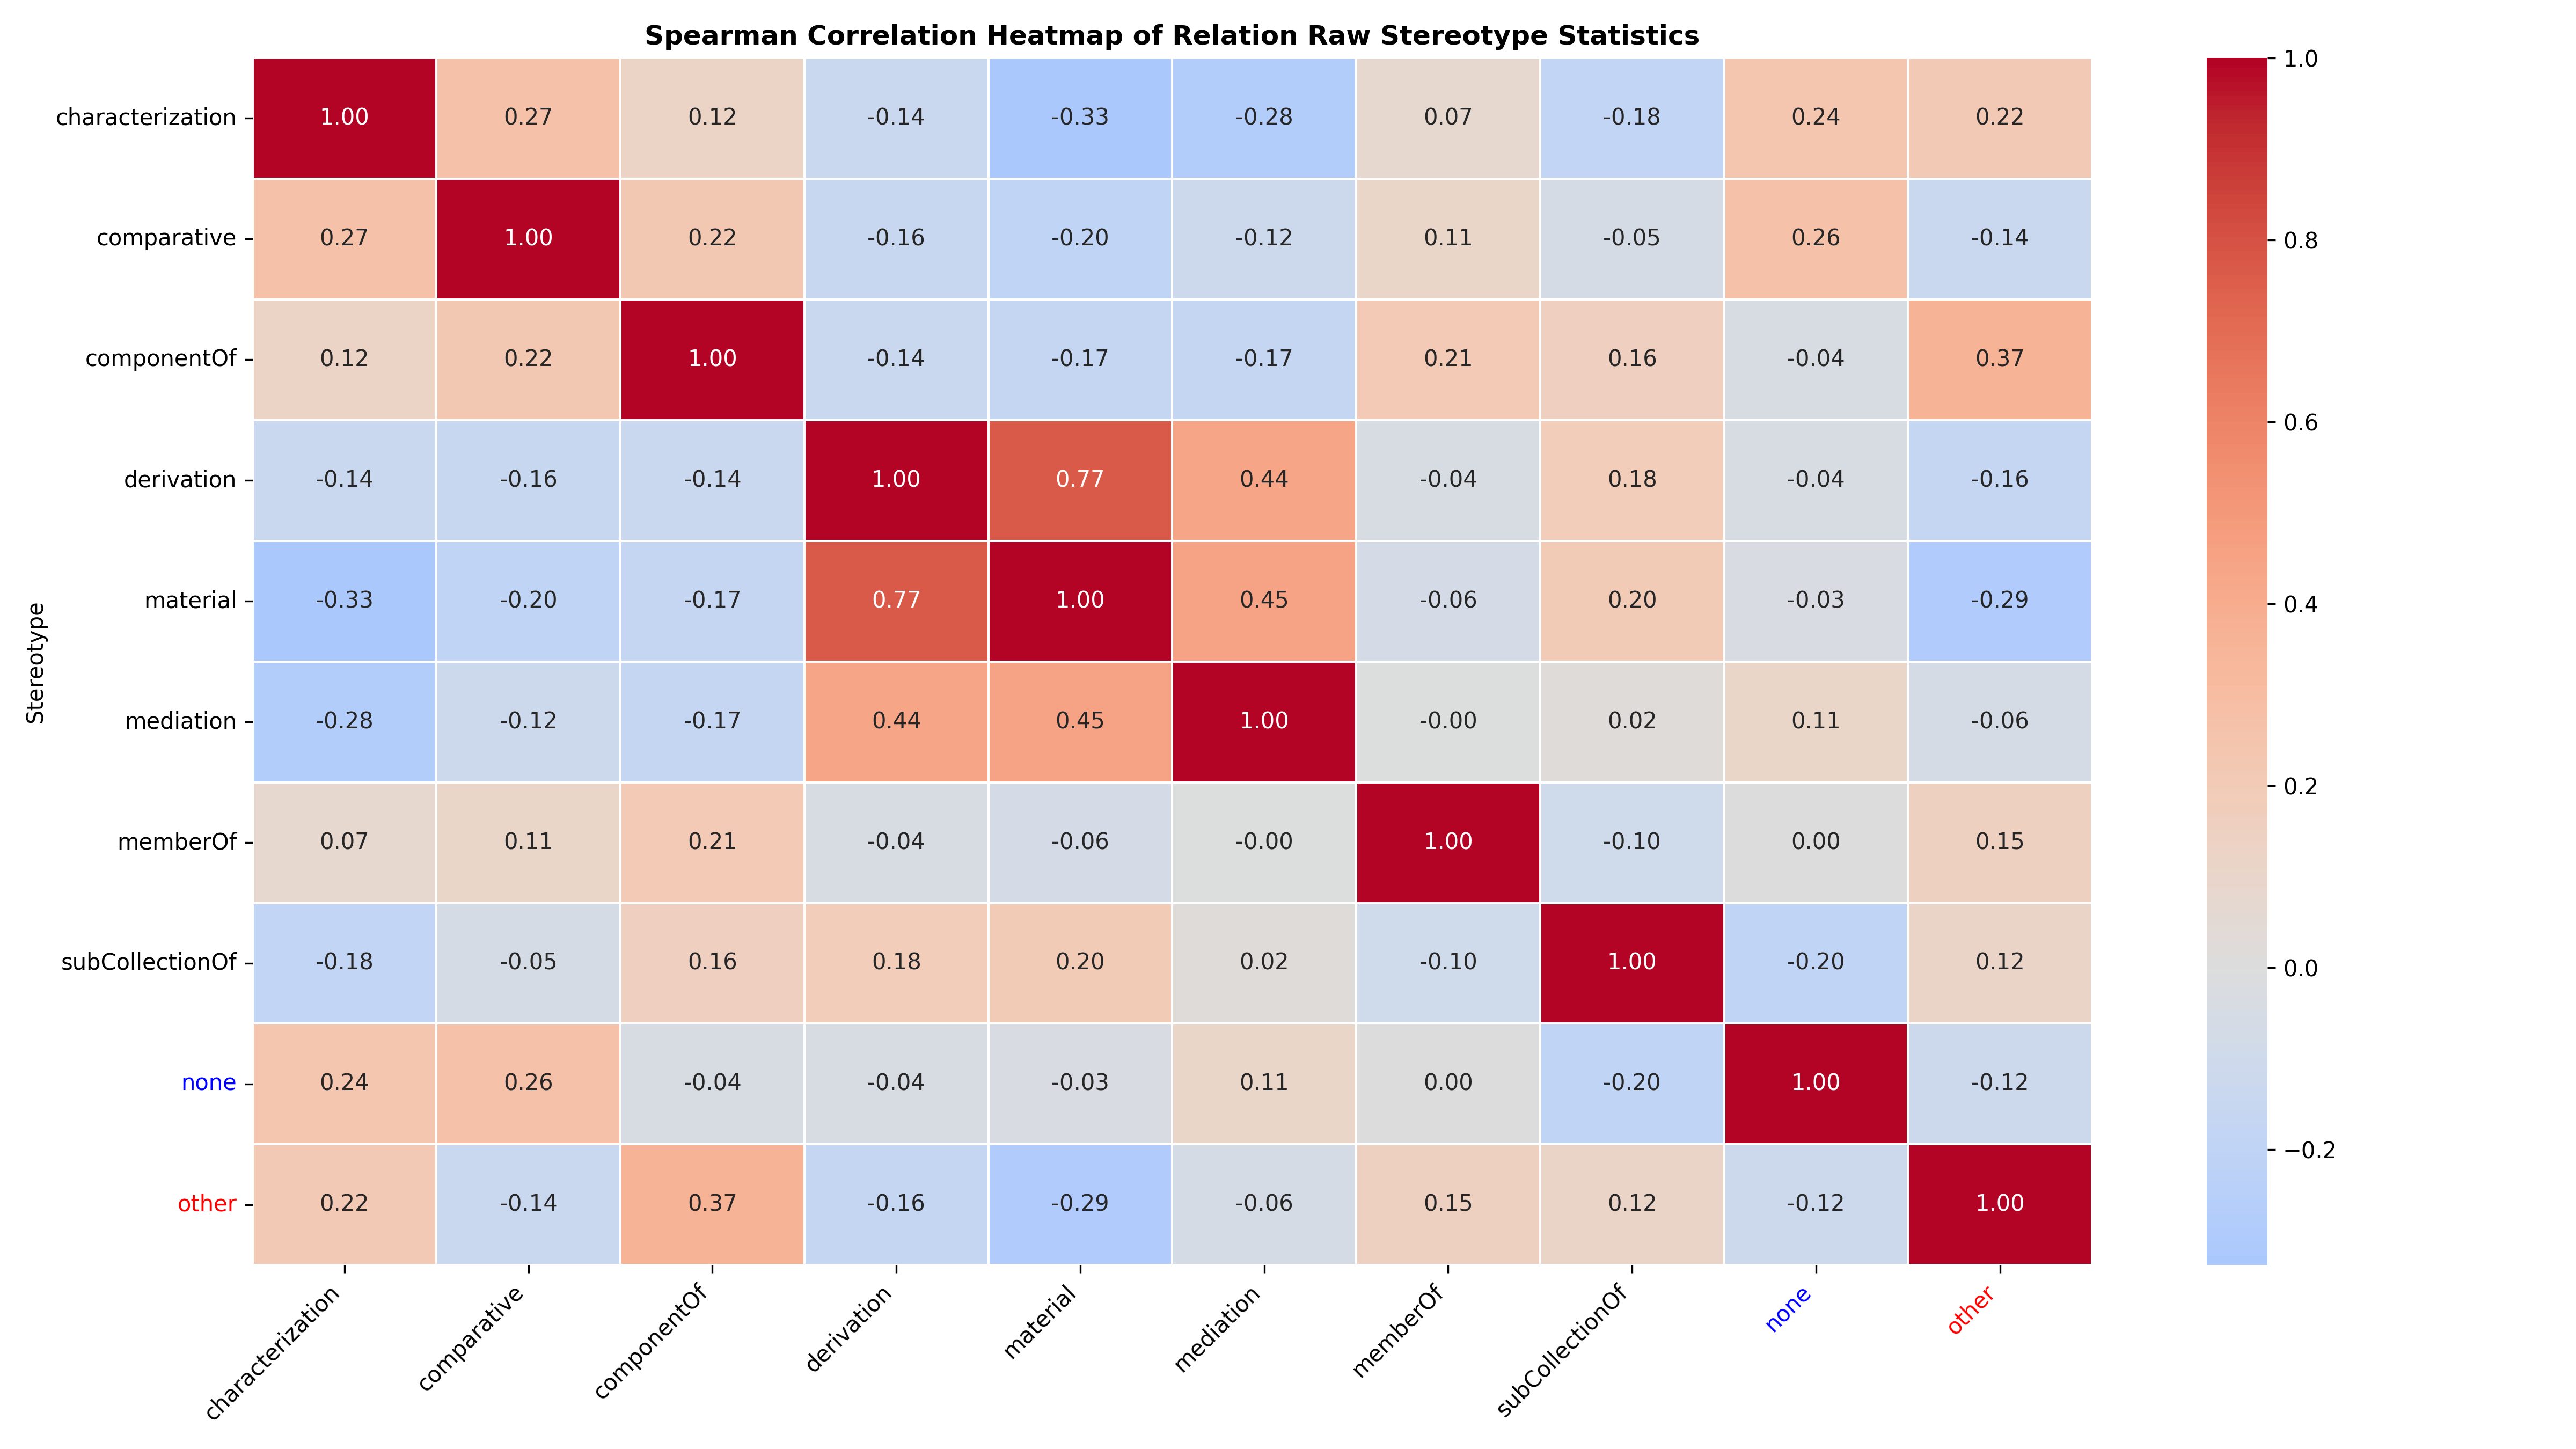 Spearman Correlation Heatmap of Relation Raw Stereotype Statistics
Stereotype
characterization 1.00 0.27 0.12 -0.14 -0.33 -0.28 0.07 -0.18 0.24 0.22
comparative 0.27 1.00 0.22 -0.16 -0.20 -0.12 0.11 -0.05 0.26 -0.14
componentOf 0.12 0.22 1.00 -0.14 -0.17 -0.17 0.21 0.16 -0.04 0.37
derivation -0.14 -0.16 -0.14 1.00 0.77 0.44 -0.04 0.18 -0.04 -0.16
material -0.33 -0.20 -0.17 0.77 1.00 0.45 -0.06 0.20 -0.03 -0.29
mediation -0.28 -0.12 -0.17 0.44 0.45 1.00 -0.00 0.02 0.11 -0.06
memberOf 0.07 0.11 0.21 -0.04 -0.06 -0.00 1.00 -0.10 0.00 0.15
subCollectionOf -0.18 -0.05 0.16 0.18 0.20 0.02 -0.10 1.00 -0.20 0.12
none 0.24 0.26 -0.04 -0.04 -0.03 0.11 0.00 -0.20 1.00 -0.12
other 0.22 -0.14 0.37 -0.16 -0.29 -0.06 0.15 0.12 -0.12 1.00
characterization comparative componentOf derivation material mediation memberOf subCollectionOf none other
1.0
0.8
0.6
0.4
0.2
0.0
−0.2